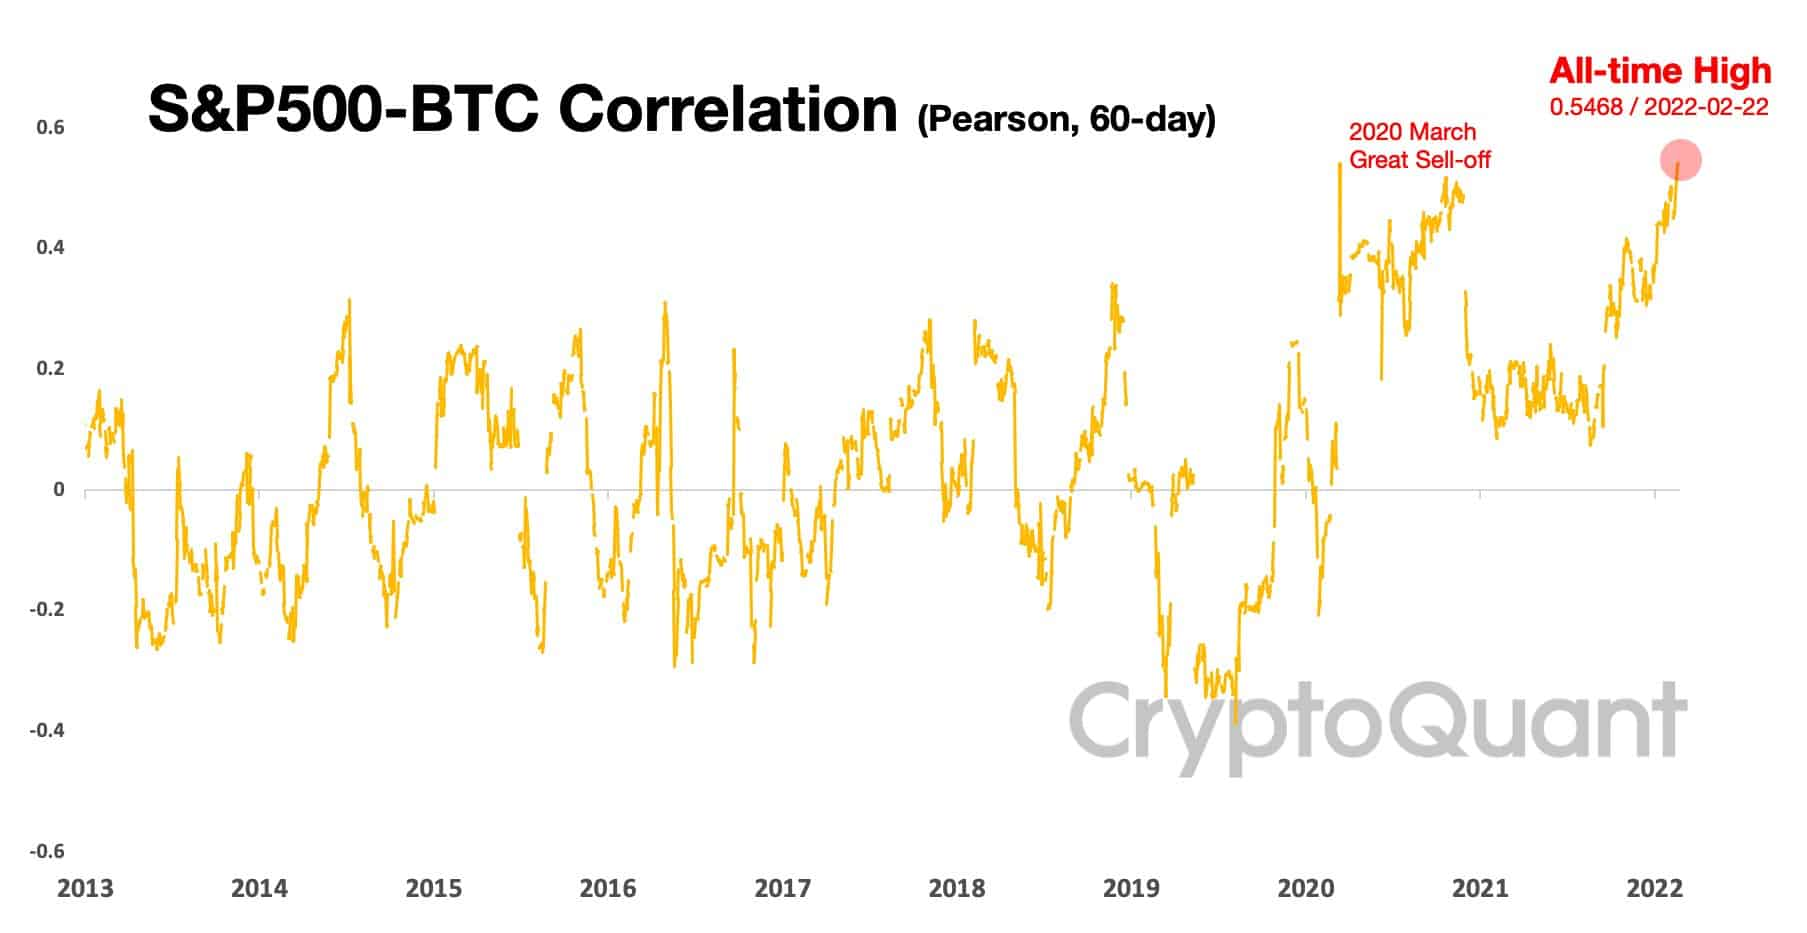 All-time High
0.5468 / 2022-02-22
S&P500-BTC Correlation (Pearson, 60-day)
2020 March
Great Sell-off
0.6
0.4
0.2
0
-0.2
-0.4
-0.6
CryptoQuant
2013 2014 2015 2016 2017 2018 2019 2020 2021 2022